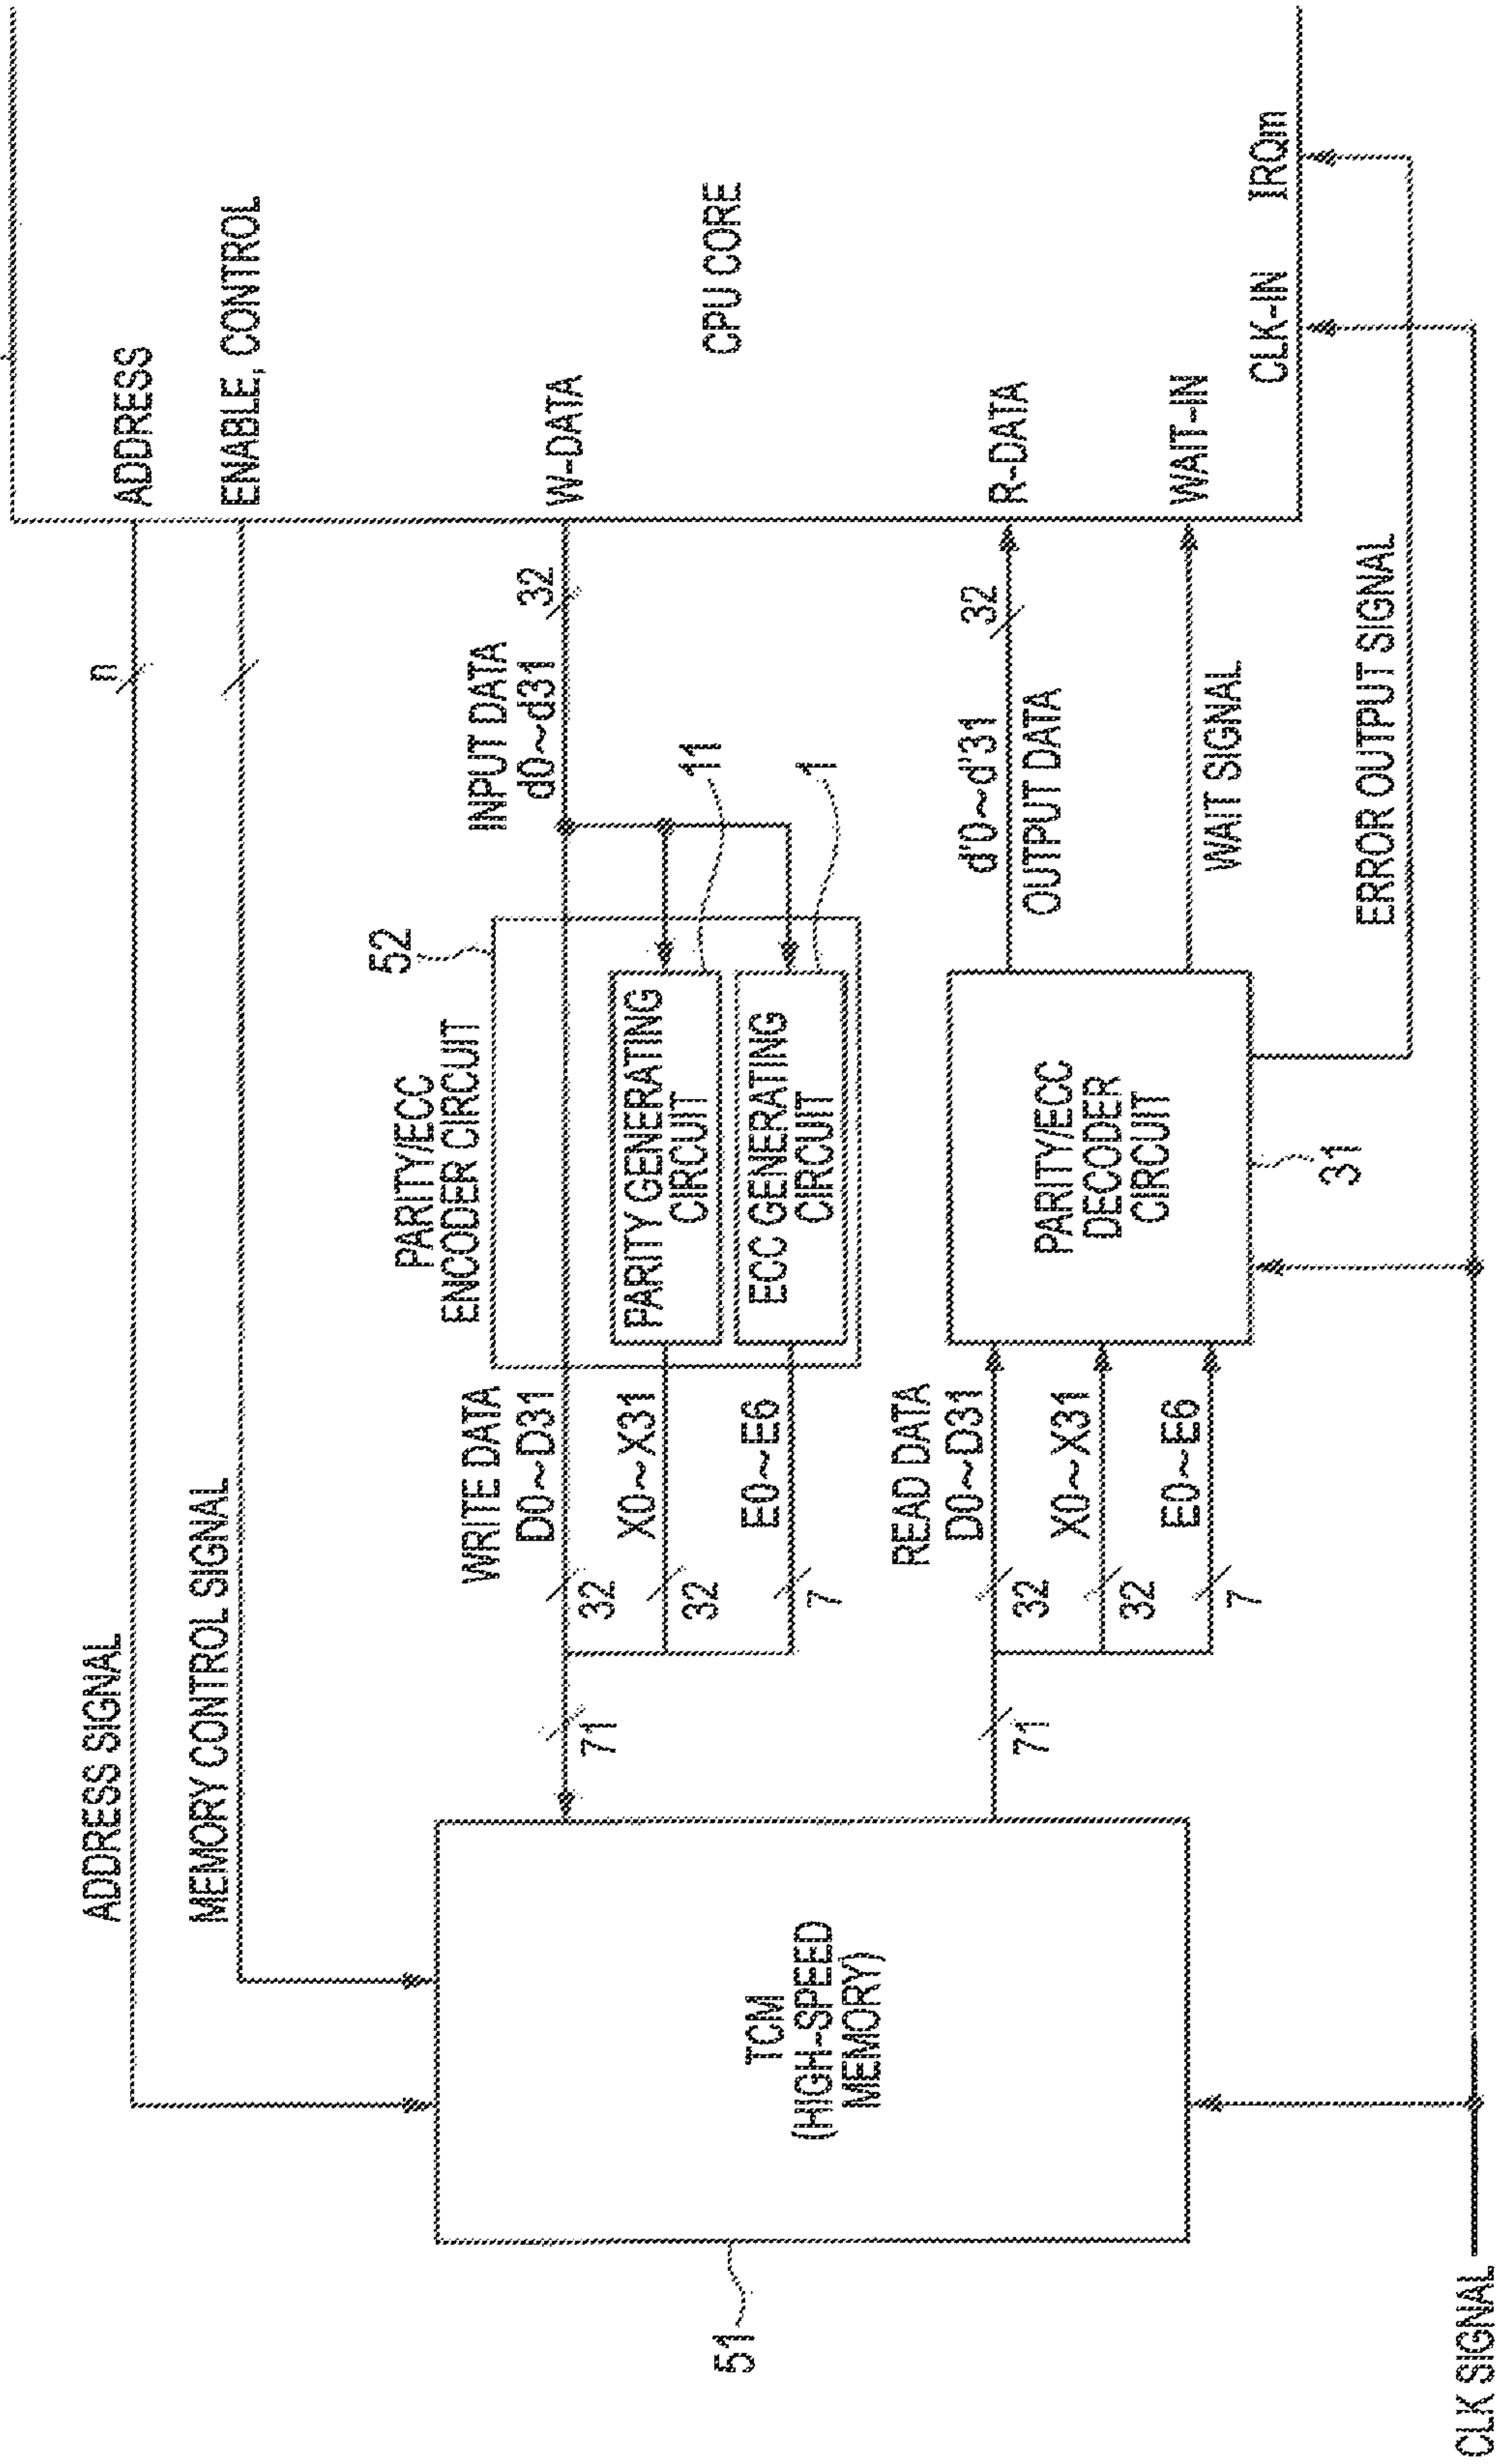 ADDRESS SIGNAL
n
ADDRESS
MEMORY CONTROL SIGNAL
ENABLE, CONTROL
52
PARITY/ECC
ENCODER CIRCUIT
WRITE DATA
D0~D31
INPUT DATA
d0~d31
32
W-DATA
71
32
X0~X31
32
PARITY GENERATING
CIRCUIT
11
E0~E6
7
ECC GENERATING
CIRCUIT
1
CPU CORE
51
TCM
(HIGH-SPEED
MEMORY)
READ DATA
D0~D31
71
32
X0~X31
32
E0~E6
7
PARITY/ECC
DECODER
CIRCUIT
31
d'0~d'31
OUTPUT DATA
32
R-DATA
WAIT SIGNAL
WAIT-IN
CLK-IN
IRQm
ERROR OUTPUT SIGNAL
CLK SIGNAL